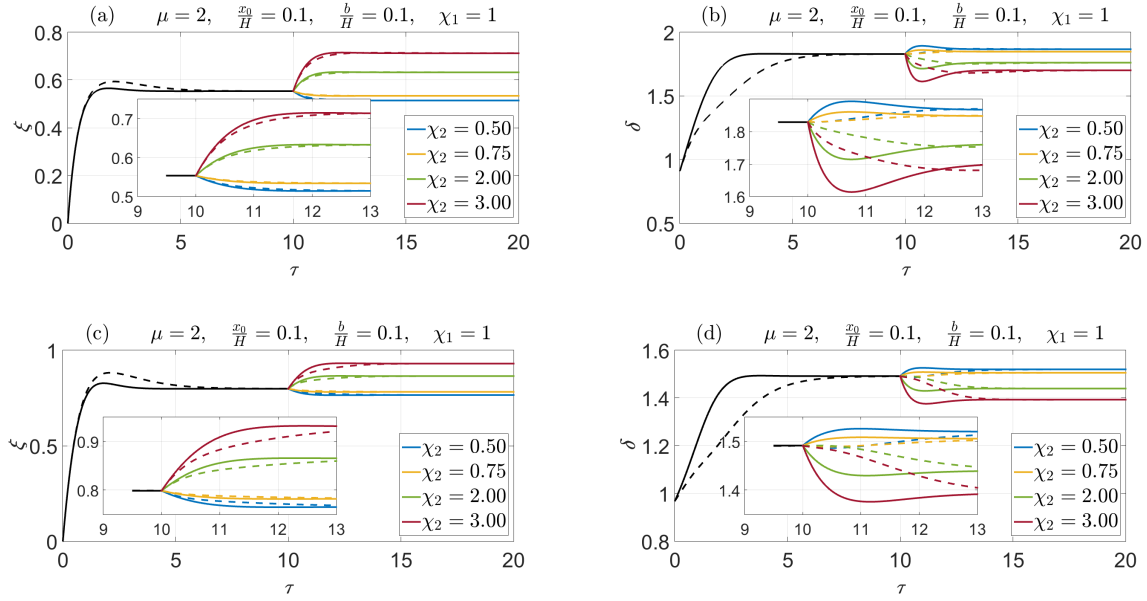 (a) μ = 2, x₀/H = 0.1, b/H = 0.1, χ₁ = 1
0.8
0.6
0.4
0.2
0
ξ
0 5 10 15 20
τ
0.7
0.6
0.5
9 10 11 12 13
χ₂ = 0.50
χ₂ = 0.75
χ₂ = 2.00
χ₂ = 3.00
(b) μ = 2, x₀/H = 0.1, b/H = 0.1, χ₁ = 1
2
1.5
1
0.5
δ
0 5 10 15 20
τ
1.8
1.7
1.6
9 10 11 12 13
χ₂ = 0.50
χ₂ = 0.75
χ₂ = 2.00
χ₂ = 3.00
(c) μ = 2, x₀/H = 0.1, b/H = 0.1, χ₁ = 1
1
0.5
0
ξ
0 5 10 15 20
τ
0.9
0.8
9 10 11 12 13
χ₂ = 0.50
χ₂ = 0.75
χ₂ = 2.00
χ₂ = 3.00
(d) μ = 2, x₀/H = 0.1, b/H = 0.1, χ₁ = 1
1.6
1.4
1.2
1
0.8
δ
0 5 10 15 20
τ
1.5
1.4
9 10 11 12 13
χ₂ = 0.50
χ₂ = 0.75
χ₂ = 2.00
χ₂ = 3.00